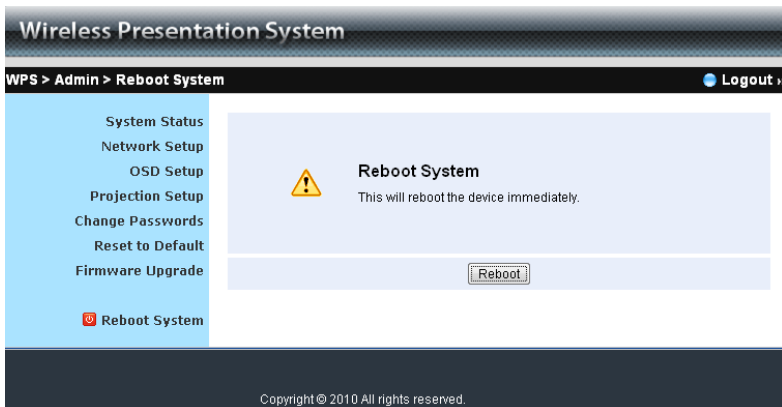 Wireless Presentation System
WPS > Admin > Reboot System
Logout
System Status
Network Setup
OSD Setup
Projection Setup
Change Passwords
Reset to Default
Firmware Upgrade
Reboot System
Reboot System
This will reboot the device immediately.
Reboot
Copyright © 2010 All rights reserved.